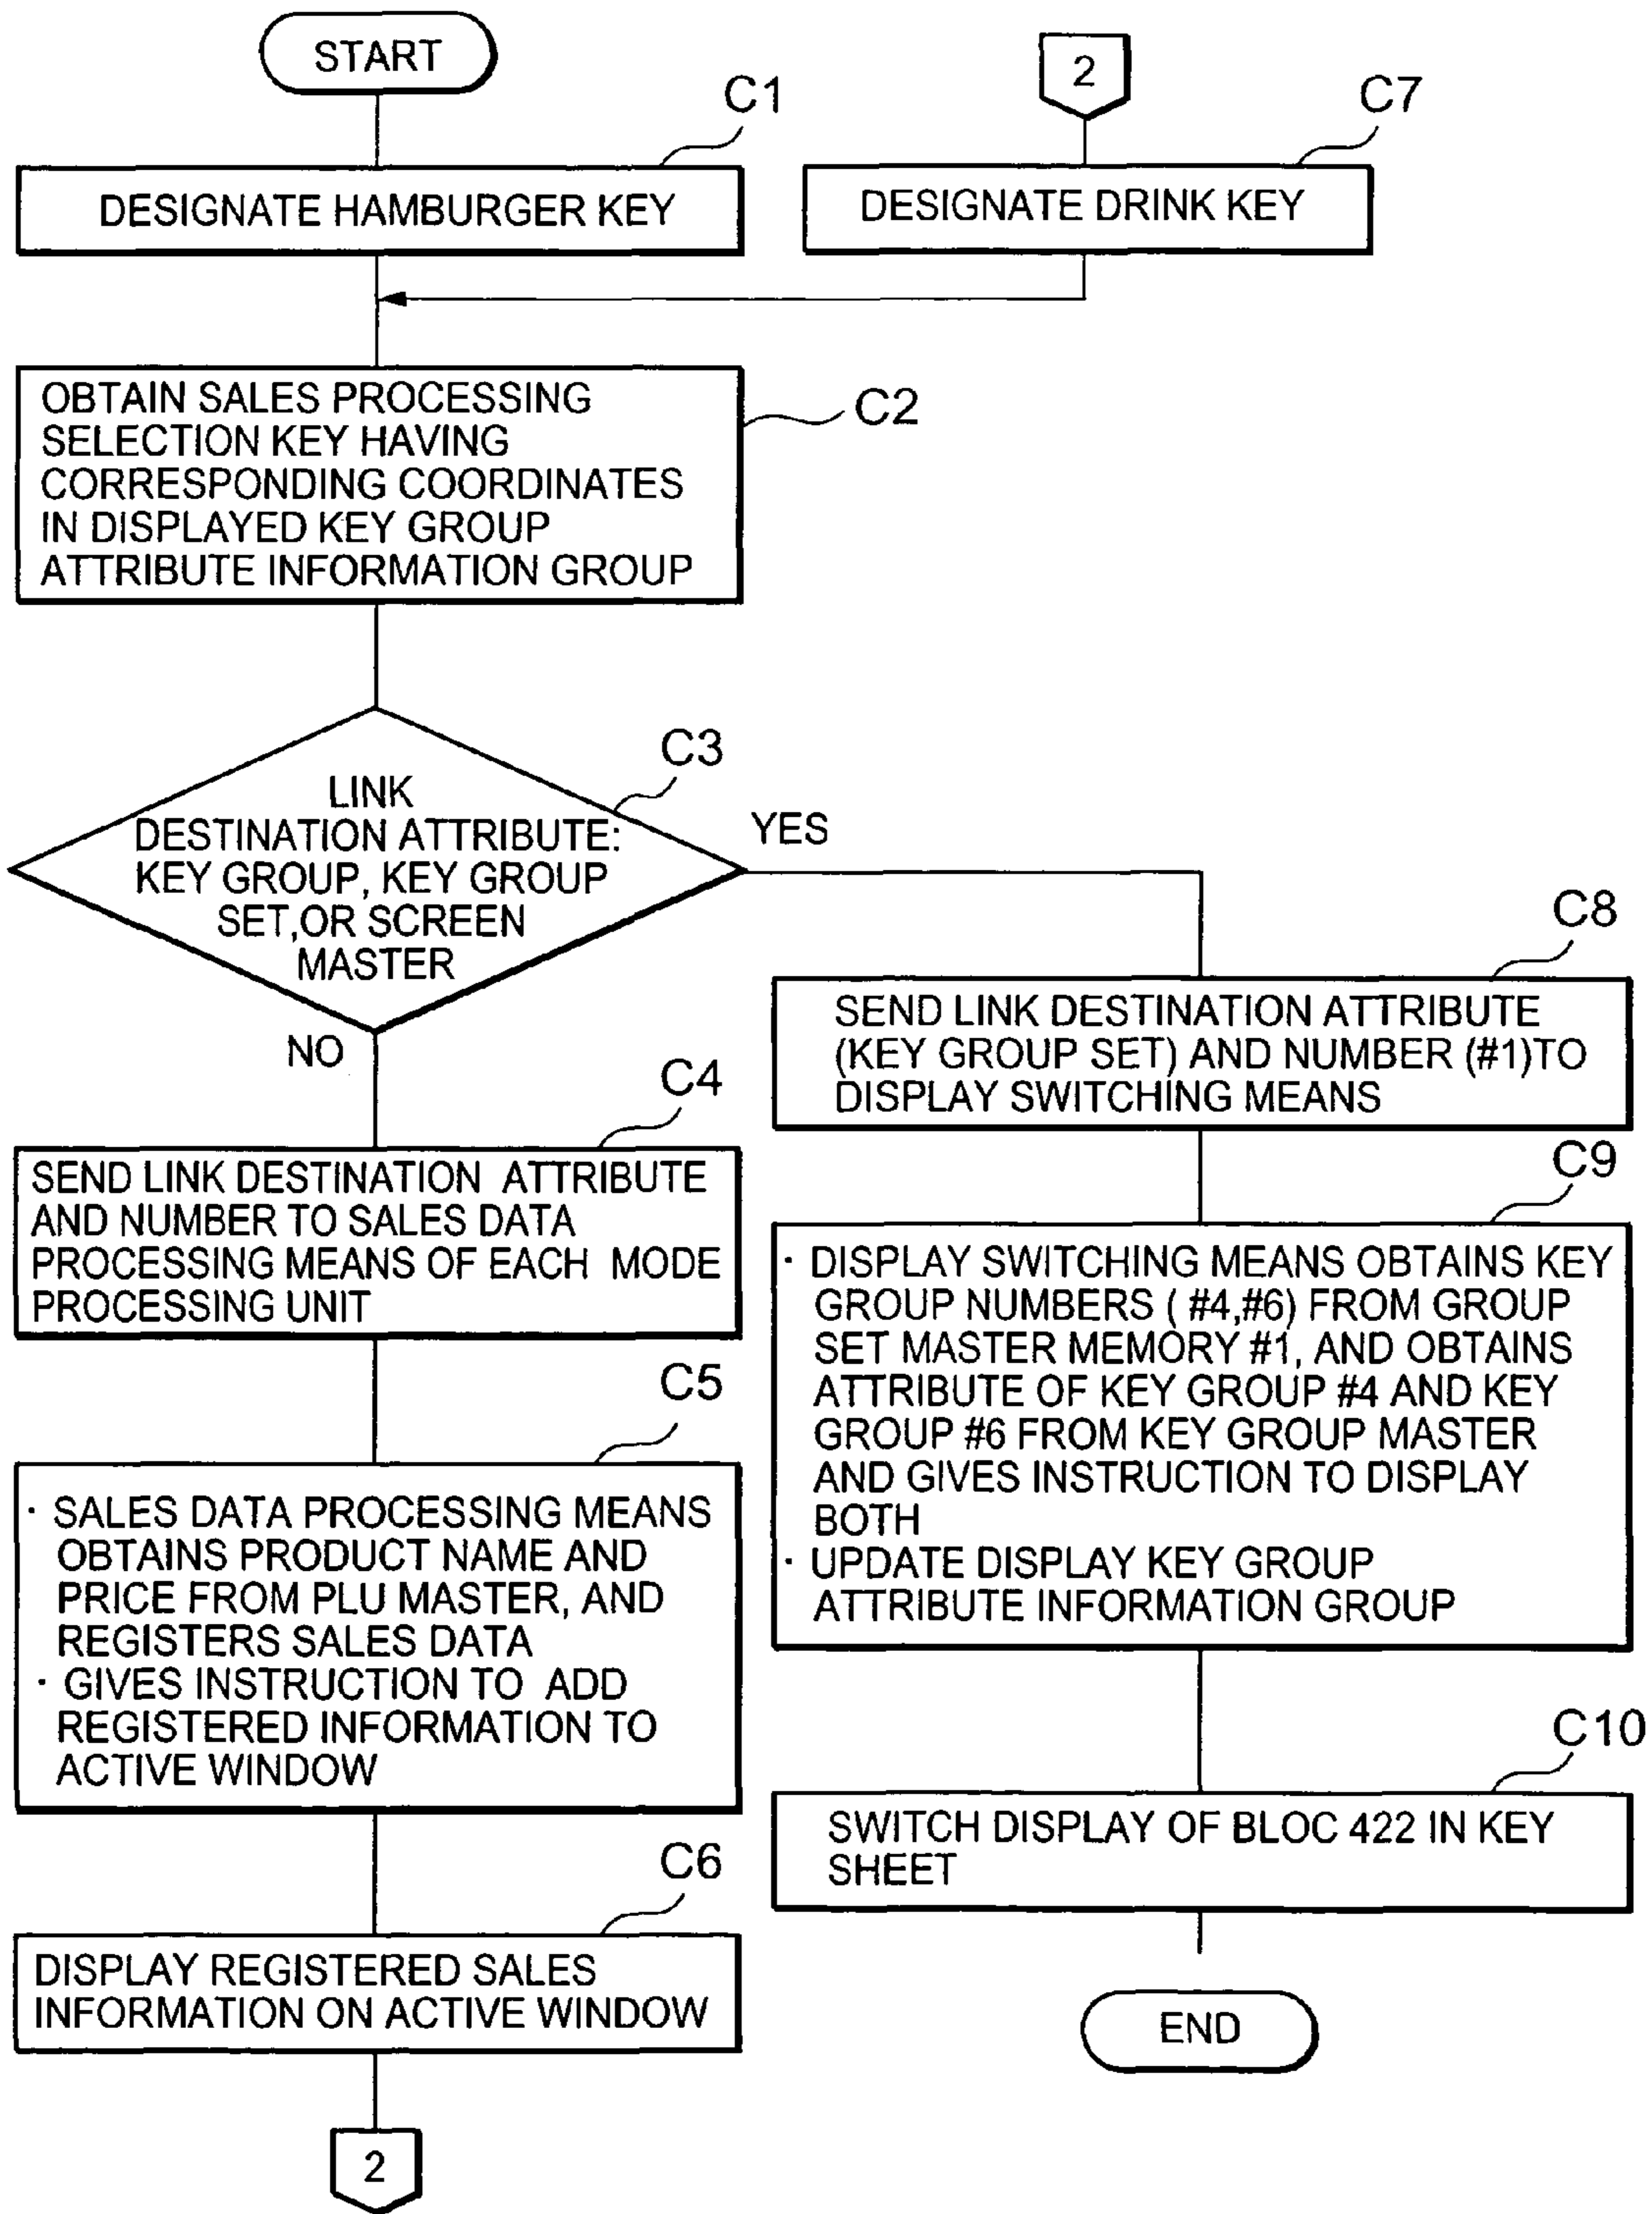 START
C1
DESIGNATE HAMBURGER KEY
2
C7
DESIGNATE DRINK KEY
OBTAIN SALES PROCESSING
SELECTION KEY HAVING
CORRESPONDING COORDINATES
IN DISPLAYED KEY GROUP
ATTRIBUTE INFORMATION GROUP
C2
C3
LINK
DESTINATION ATTRIBUTE:
KEY GROUP, KEY GROUP
SET,OR SCREEN
MASTER
YES
NO
C4
SEND LINK DESTINATION ATTRIBUTE
AND NUMBER TO SALES DATA
PROCESSING MEANS OF EACH MODE
PROCESSING UNIT
C5
· SALES DATA PROCESSING MEANS
OBTAINS PRODUCT NAME AND
PRICE FROM PLU MASTER, AND
REGISTERS SALES DATA
· GIVES INSTRUCTION TO ADD
REGISTERED INFORMATION TO
ACTIVE WINDOW
C6
DISPLAY REGISTERED SALES
INFORMATION ON ACTIVE WINDOW
2
C8
SEND LINK DESTINATION ATTRIBUTE
(KEY GROUP SET) AND NUMBER (#1)TO
DISPLAY SWITCHING MEANS
C9
· DISPLAY SWITCHING MEANS OBTAINS KEY
GROUP NUMBERS ( #4,#6) FROM GROUP
SET MASTER MEMORY #1, AND OBTAINS
ATTRIBUTE OF KEY GROUP #4 AND KEY
GROUP #6 FROM KEY GROUP MASTER
AND GIVES INSTRUCTION TO DISPLAY
BOTH
· UPDATE DISPLAY KEY GROUP
ATTRIBUTE INFORMATION GROUP
C10
SWITCH DISPLAY OF BLOC 422 IN KEY
SHEET
END